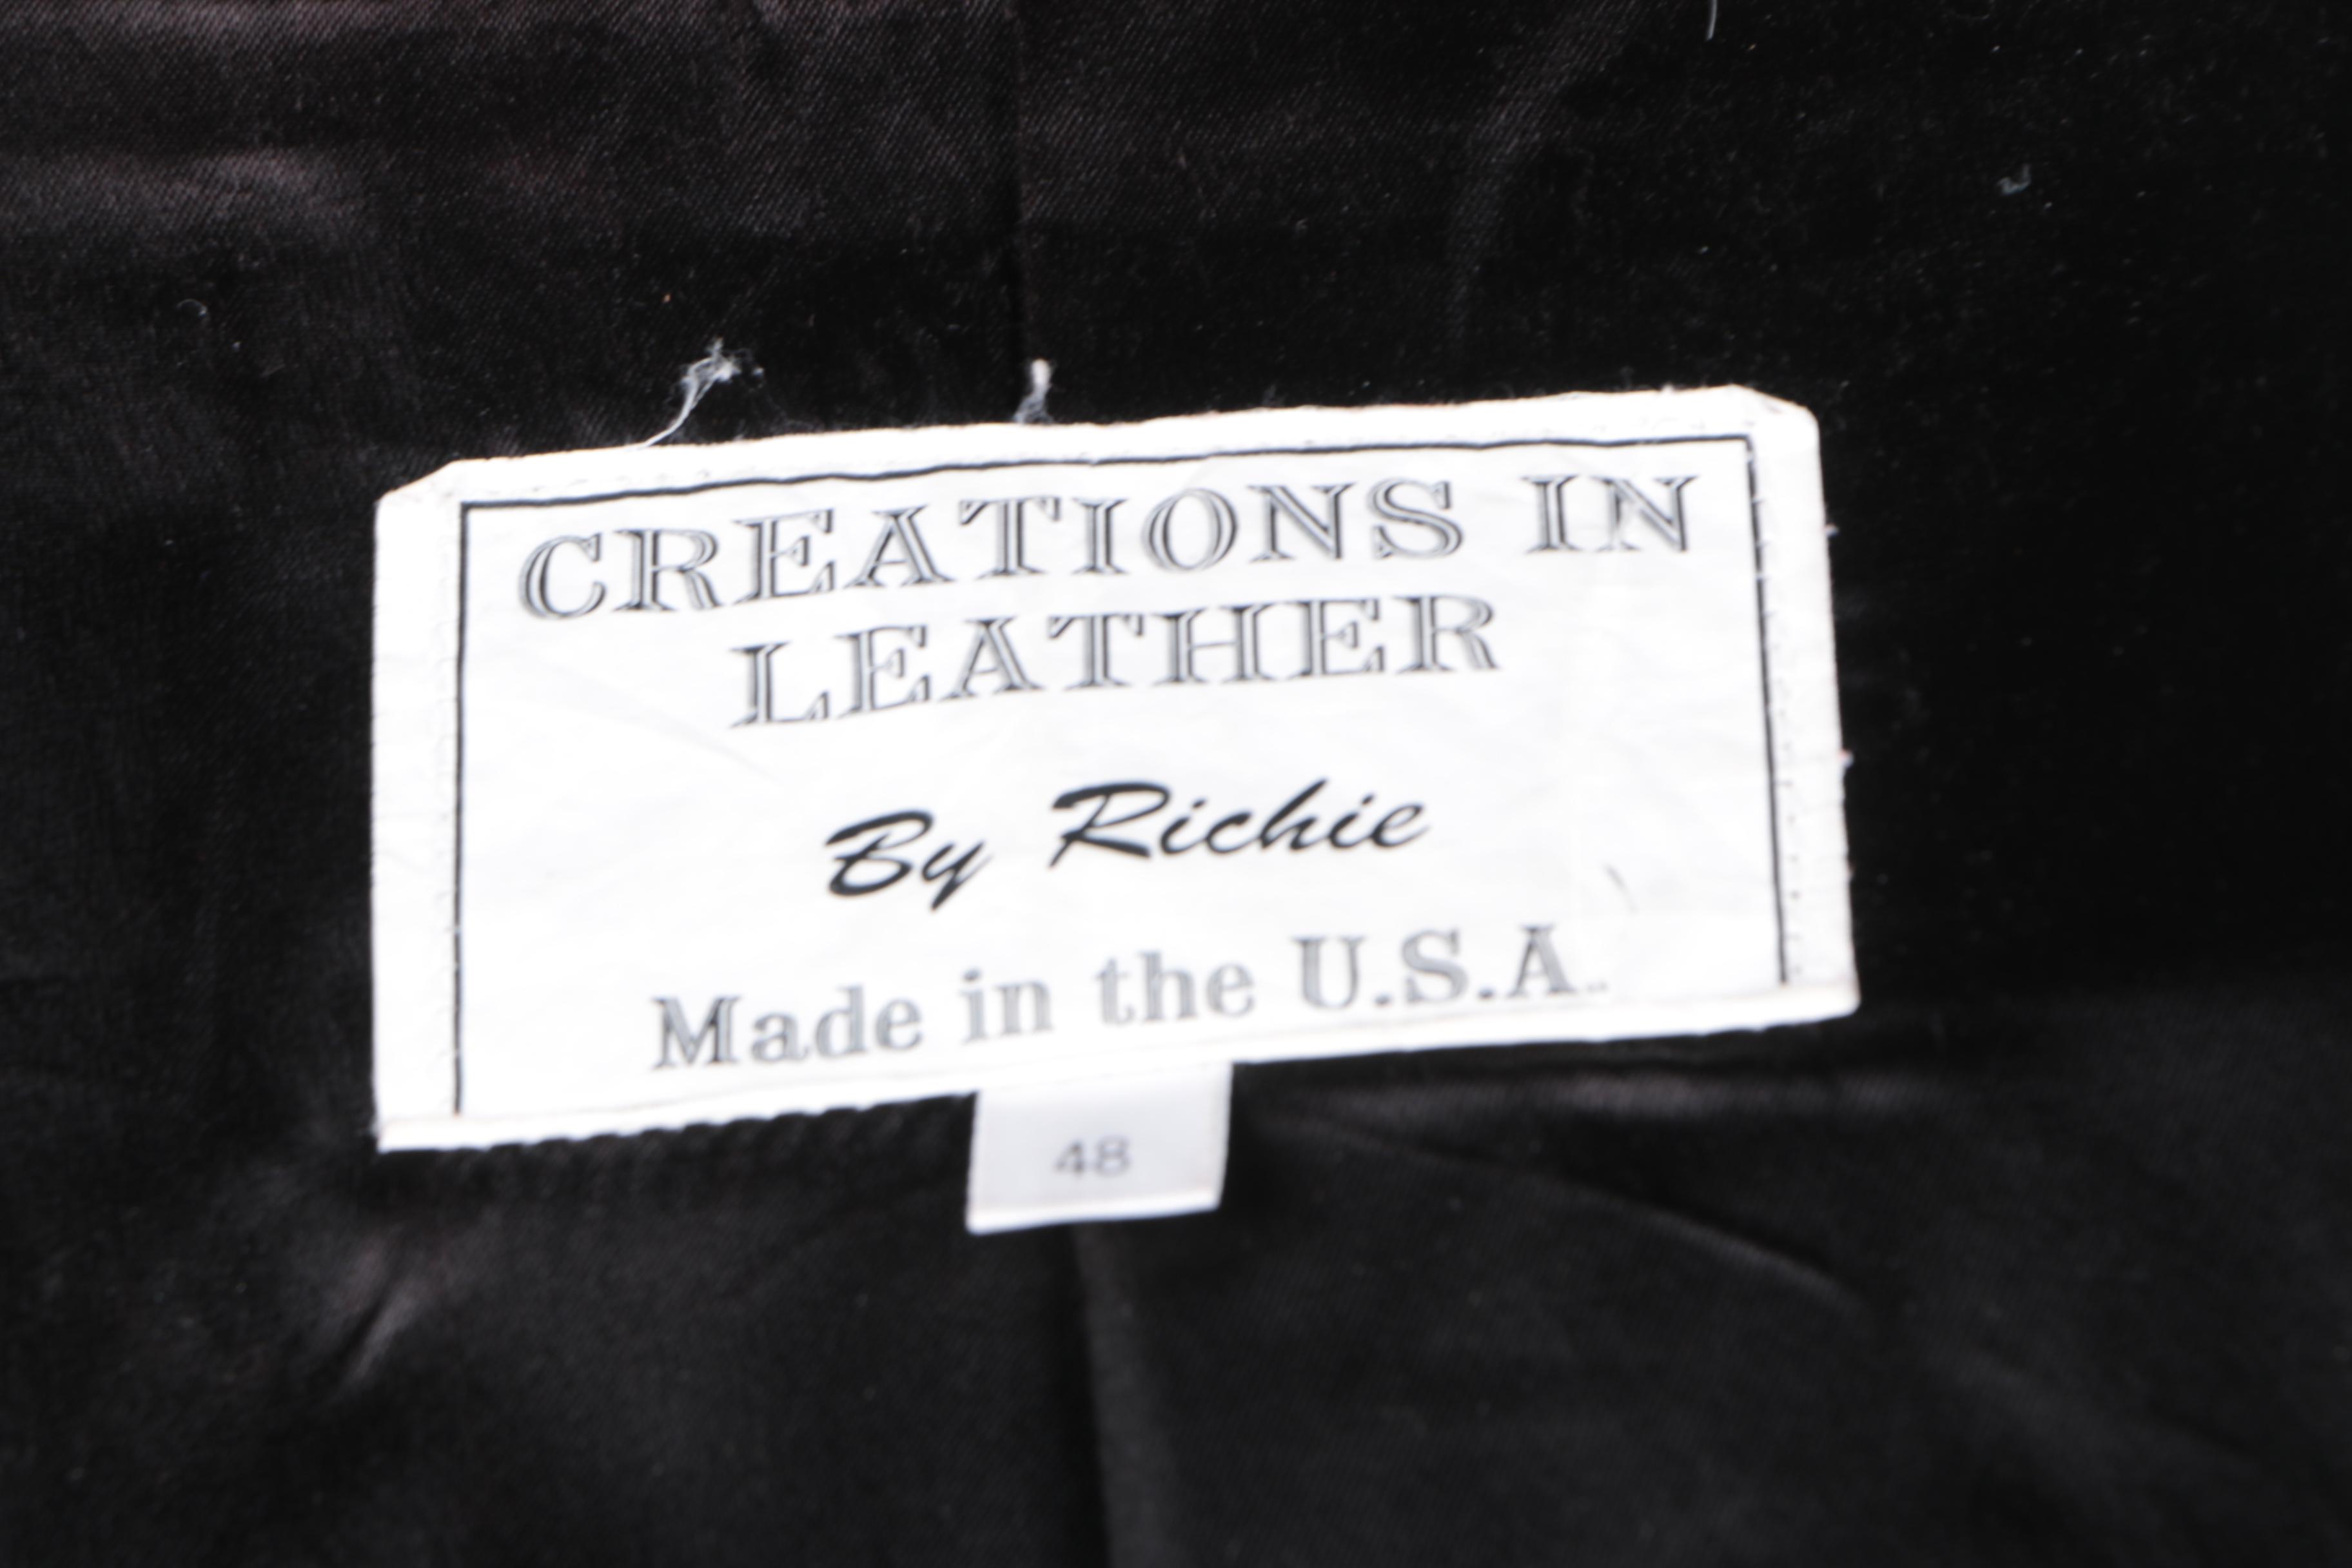 CREATIONS IN
LEATHER
By Richie
Made in the U.S.A.
48